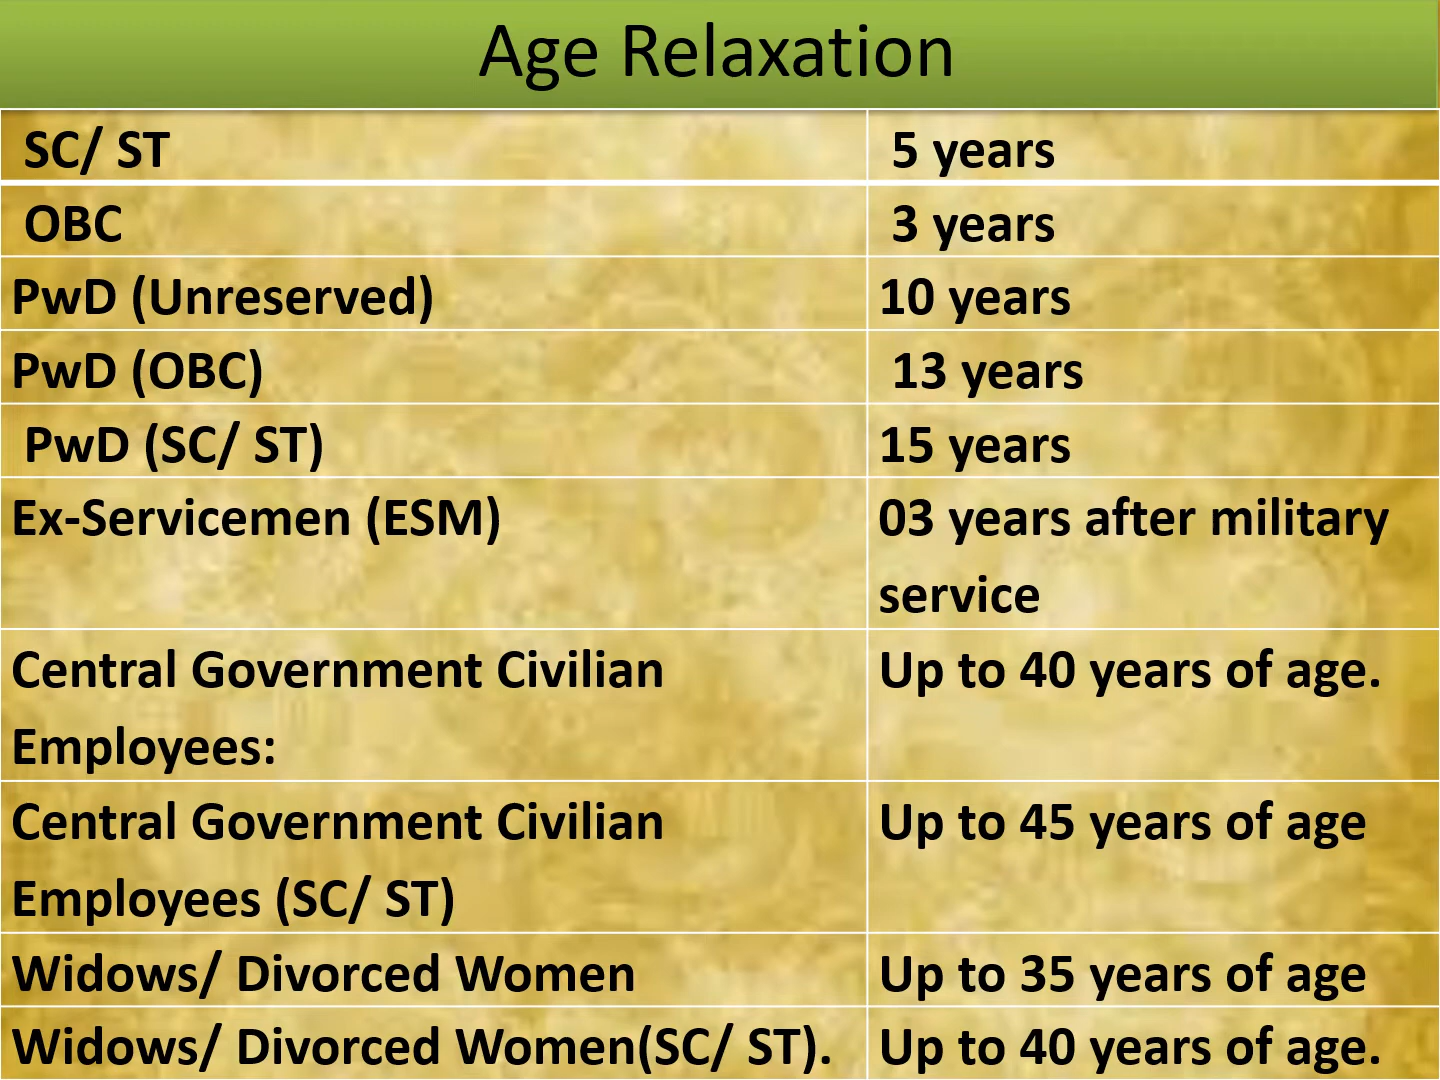 Age Relaxation
SC/ ST 5 years
OBC 3 years
PwD (Unreserved) 10 years
PwD (OBC) 13 years
PwD (SC/ ST) 15 years
Ex-Servicemen (ESM) 03 years after military
service
Central Government Civilian Up to 40 years of age.
Employees:
Central Government Civilian Up to 45 years of age
Employees (SC/ ST)
Widows/ Divorced Women Up to 35 years of age
Widows/ Divorced Women(SC/ ST). Up to 40 years of age.